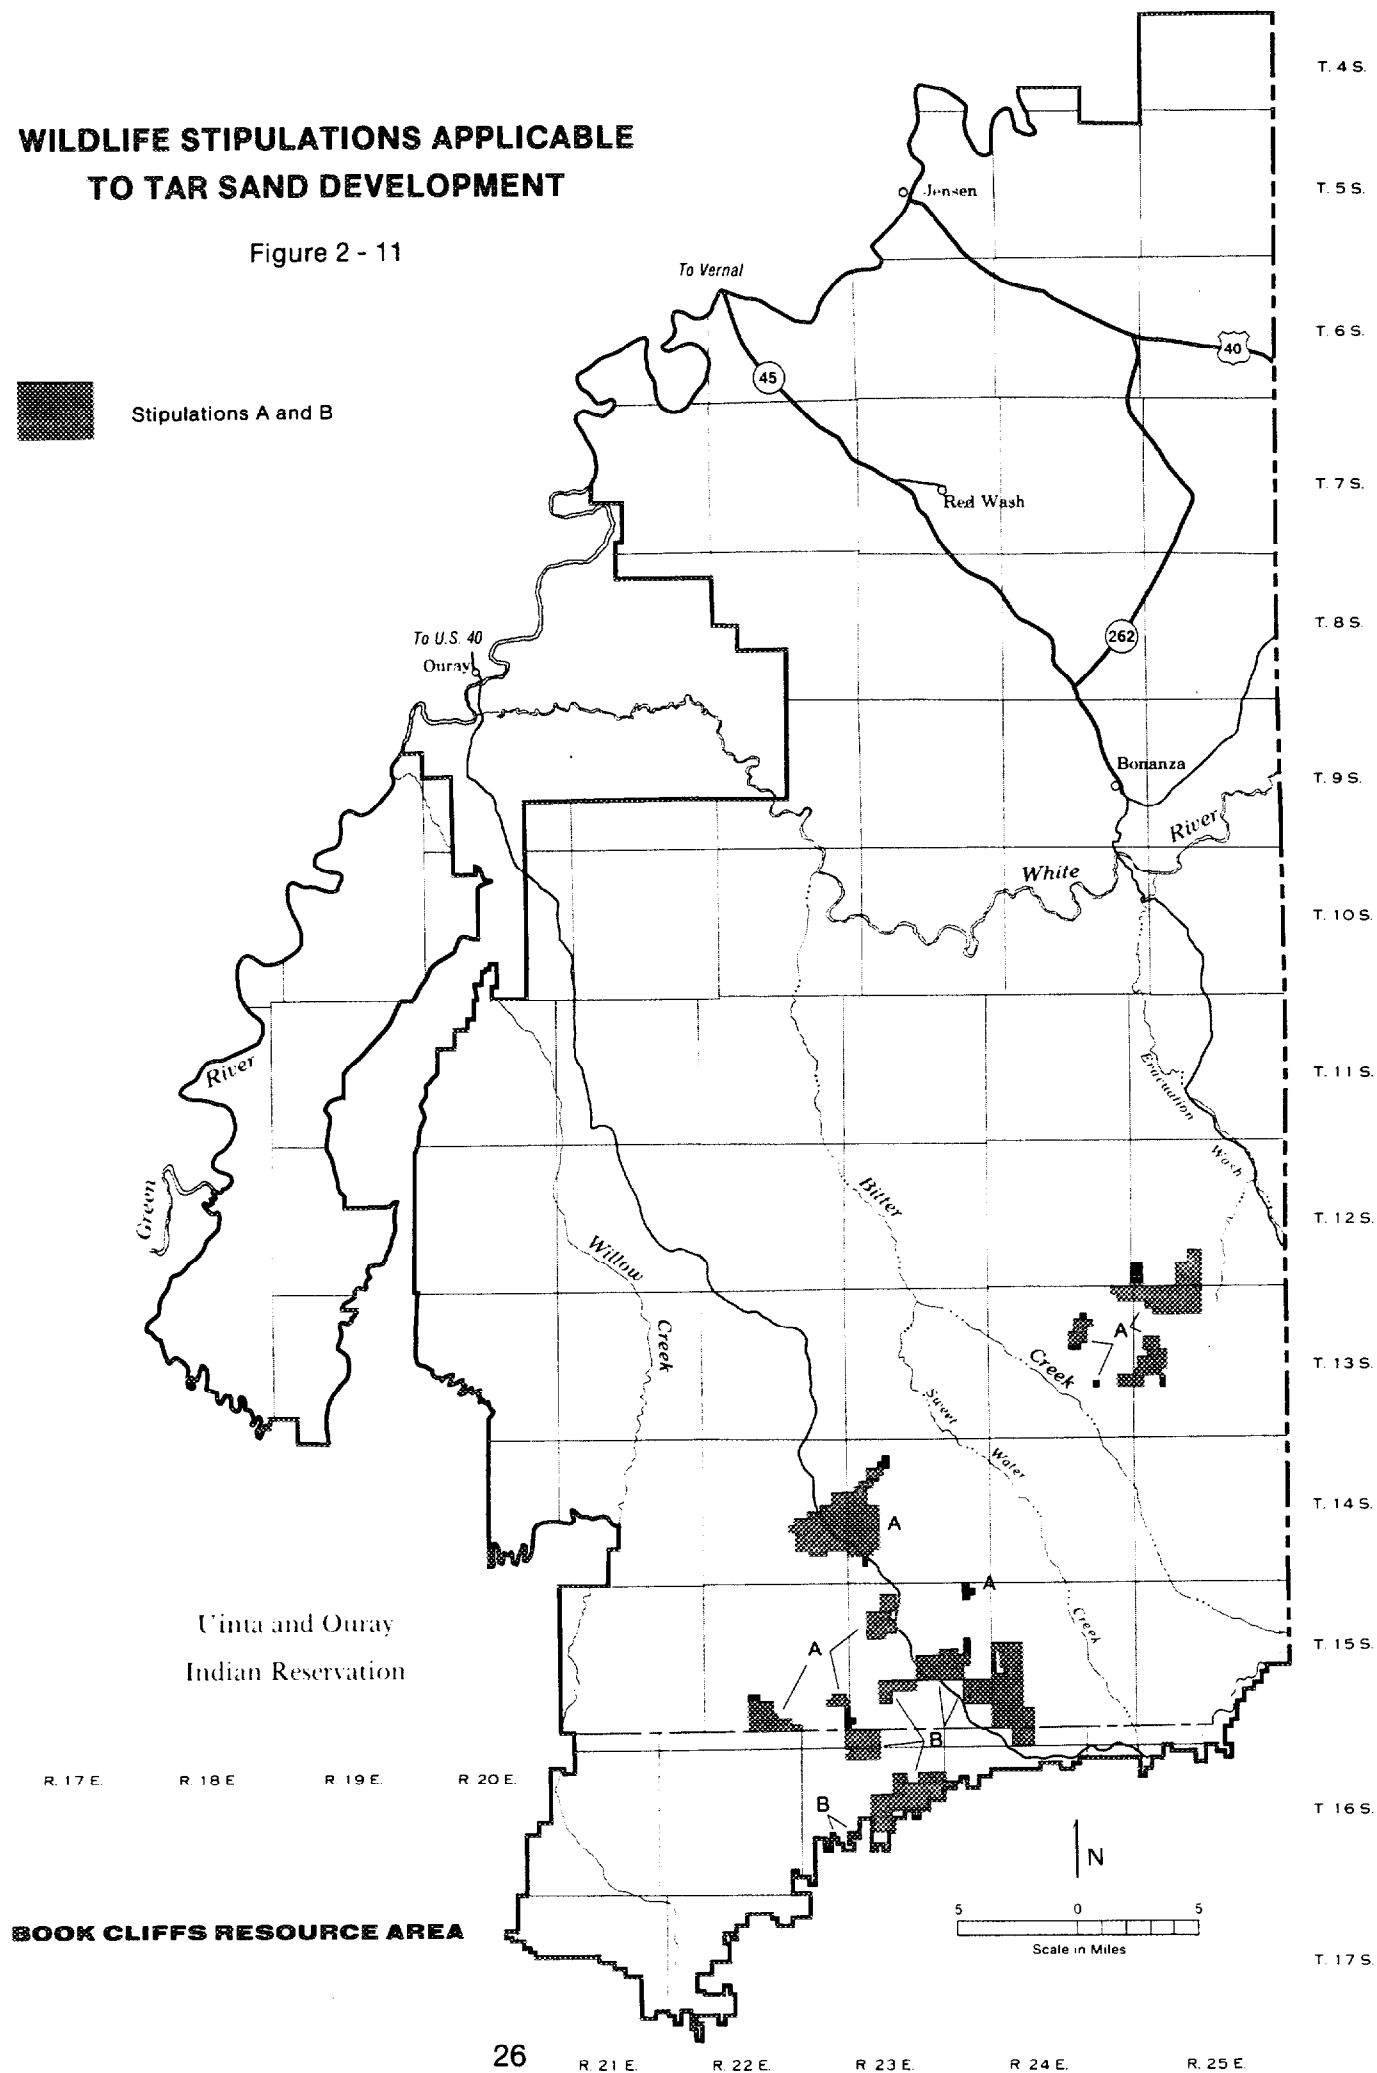 T. 4 S.
WILDLIFE STIPULATIONS APPLICABLE
TO TAR SAND DEVELOPMENT
Figure 2 - 11
Jensen
T. 5 S.
To Vernal
T. 6 S.
40
45
Stipulations A and B
Red Wash
T. 7 S.
To U.S. 40
Ouray
262
T. 8 S.
Bonanza
T. 9 S.
River
White
T. 10 S.
River
Evacuation
Wash
T. 11 S.
Green
Bitter
Willow
T. 12 S.
Creek
A
Creek
T. 13 S.
Sweet
Water
T. 14 S.
A
A
Creek
Uinta and Ouray
Indian Reservation
A
T. 15 S.
B
R. 17 E.
R. 18 E
R. 19 E.
R. 20 E.
B
T 16 S.
N
BOOK CLIFFS RESOURCE AREA
5 0 5
Scale in Miles
T. 17 S.
26
R. 21 E.
R. 22 E.
R. 23 E.
R. 24 E.
R. 25 E